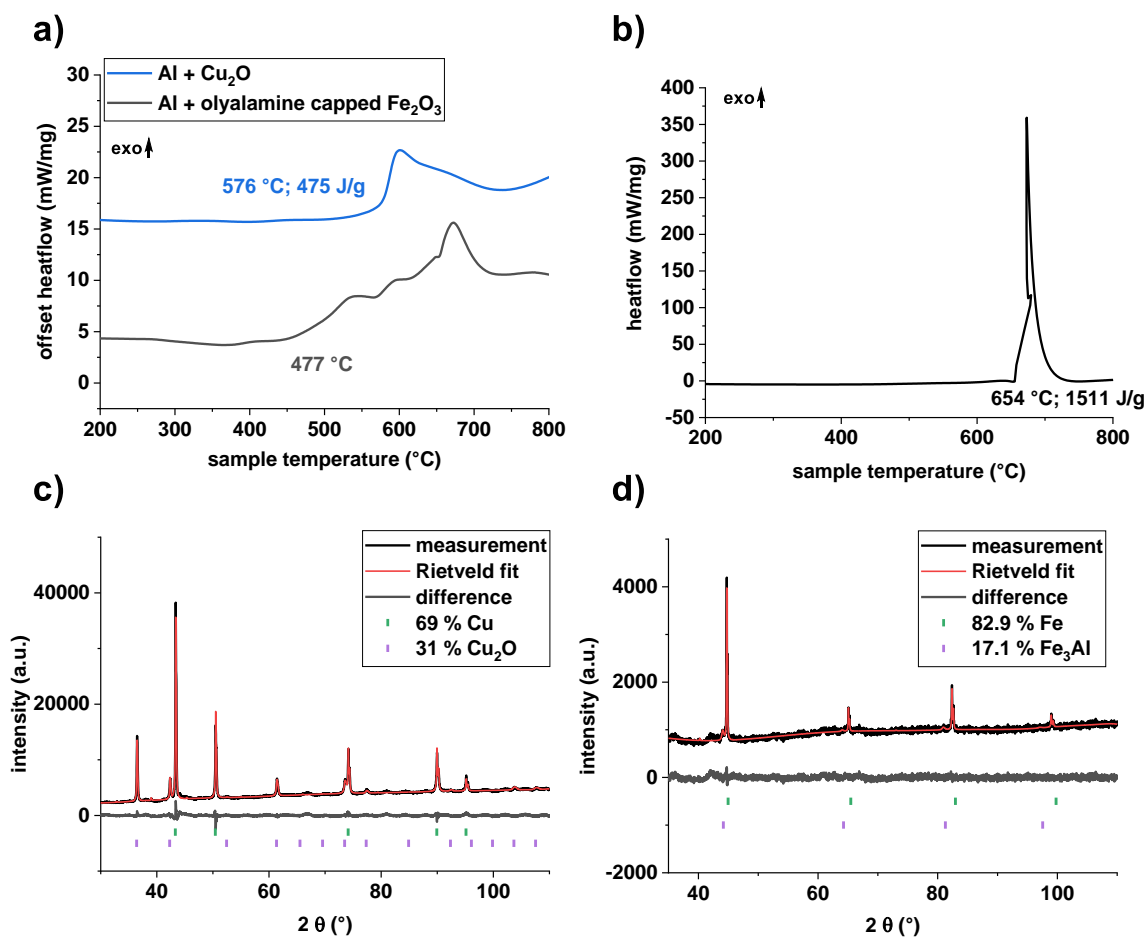 a)
Al + Cu₂O
Al + olyalamine capped Fe₂O₃
exo
576 °C; 475 J/g
477 °C
offset heatflow (mW/mg)
30
25
20
15
10
5
0
200 300 400 500 600 700 800
sample temperature (°C)
b)
exo
654 °C; 1511 J/g
heatflow (mW/mg)
400
350
300
250
200
150
100
50
0
-50
200 400 600 800
sample temperature (°C)
c)
measurement
Rietveld fit
difference
69 % Cu
31 % Cu₂O
intensity (a.u.)
40000
20000
0
40 60 80 100
2 θ (°)
d)
measurement
Rietveld fit
difference
82.9 % Fe
17.1 % Fe₃Al
intensity (a.u.)
4000
2000
0
-2000
40 60 80 100
2 θ (°)